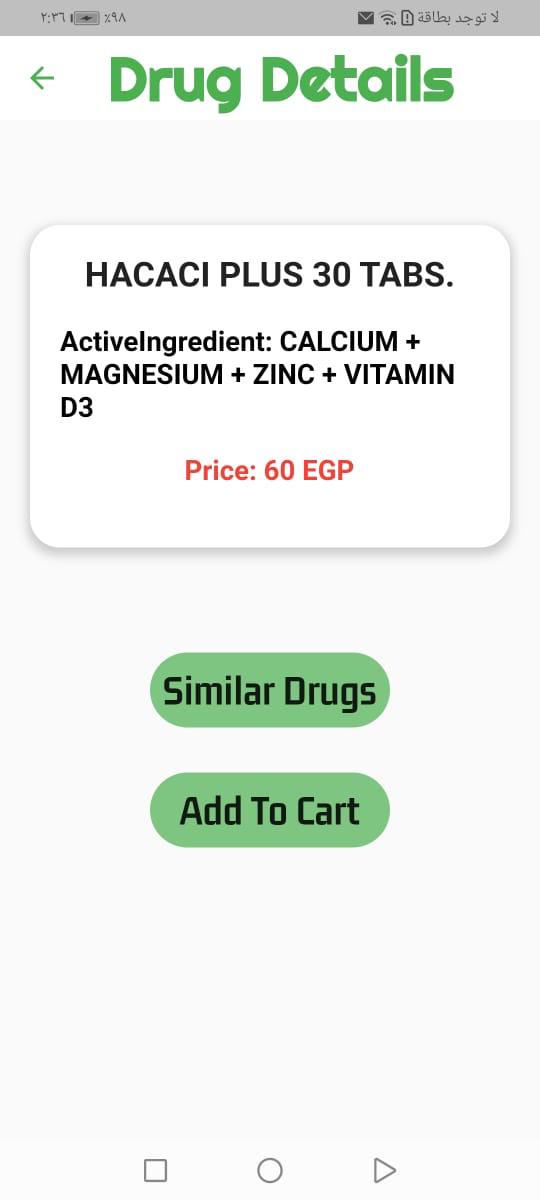 ٢:٣٦ ٪٩٨ لا توجد بطاقة
Drug Details
HACACI PLUS 30 TABS.
ActiveIngredient: CALCIUM +
MAGNESIUM + ZINC + VITAMIN
D3
Price: 60 EGP
Similar Drugs
Add To Cart